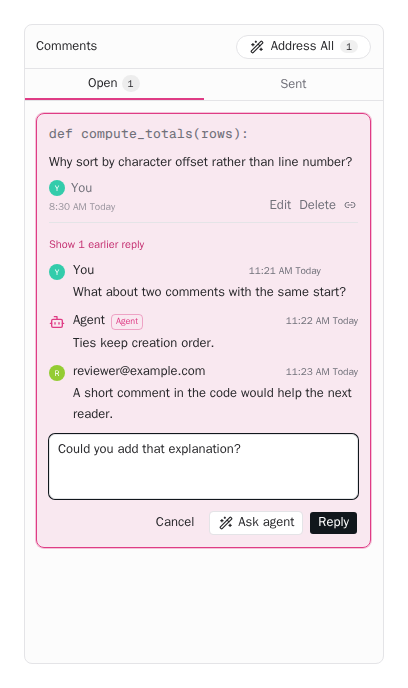 Comments
Address All 1
Open 1
Sent
def compute_totals(rows):
Why sort by character offset rather than line number?
Y You
8:30 AM Today
Edit Delete
Show 1 earlier reply
Y You 11:21 AM Today
What about two comments with the same start?
Agent Agent 11:22 AM Today
Ties keep creation order.
R reviewer@example.com 11:23 AM Today
A short comment in the code would help the next
reader.
Could you add that explanation?
Cancel Ask agent Reply